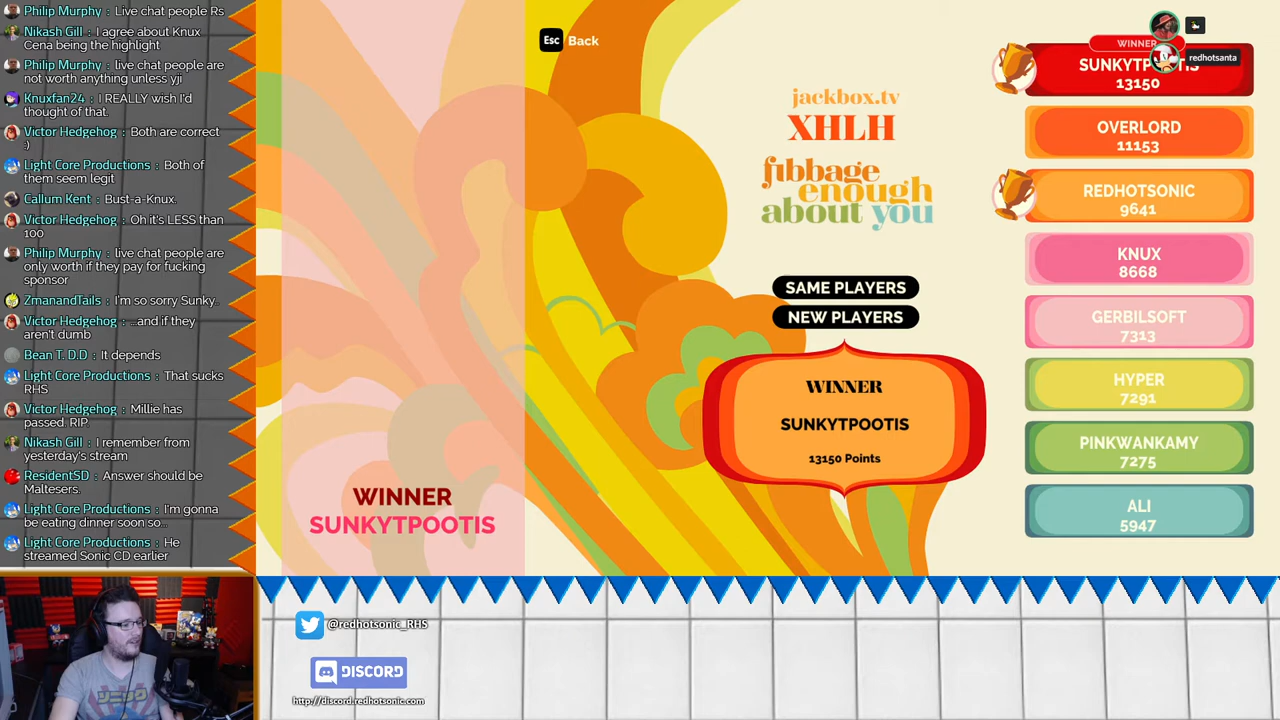 Philip Murphy : Live chat people Rs
Nikash Gill : I agree about Knux
Cena being the highlight
Philip Murphy : live chat people are
not worth anything unless yji
Knuxfan24 : I REALLY wish I'd
thought of that.
Victor Hedgehog : Both are correct
:)
Light Core Productions : Both of
them seem legit
Callum Kent : Bust-a-Knux.
Victor Hedgehog : Oh it's LESS than
100
Philip Murphy : live chat people are
only worth if they pay for fucking
sponsor
ZmanandTails : I'm so sorry Sunky..
Victor Hedgehog : ...and if they
aren't dumb
Bean T. D.D : It depends
Light Core Productions : That sucks
RHS
Victor Hedgehog : Millie has
passed. RIP
Nikash Gill : I remember from
yesterday's stream
ResidentSD : Answer should be
Maltesers.
Light Core Productions : I'm gonna
be eating dinner soon so...
Light Core Productions : He
streamed Sonic CD earlier
Esc Back
WINNER
SUNKYTPOOTIS
jackbox.tv
XHLH
fibbage
enough
about you
SAME PLAYERS
NEW PLAYERS
WINNER
SUNKYTPOOTIS
13150 Points
WINNER
redhotsanta
SUNKYTPOOTIS
13150
OVERLORD
11153
REDHOTSONIC
9641
KNUX
8668
GERBILSOFT
7313
HYPER
7291
PINKWANKAMY
7275
ALI
5947
@redhotsonic_RHS
DISCORD
http://discord.redhotsonic.com
ソニック